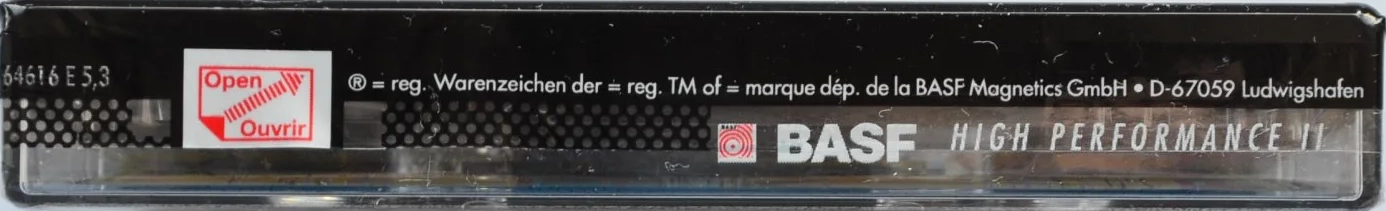 64616 E 5,3
Open
Ouvrir
® = reg. Warenzeichen der = reg. TM of = marque dép. de la BASF Magnetics GmbH • D-67059 Ludwigshafen
BASF HIGH PERFORMANCE II